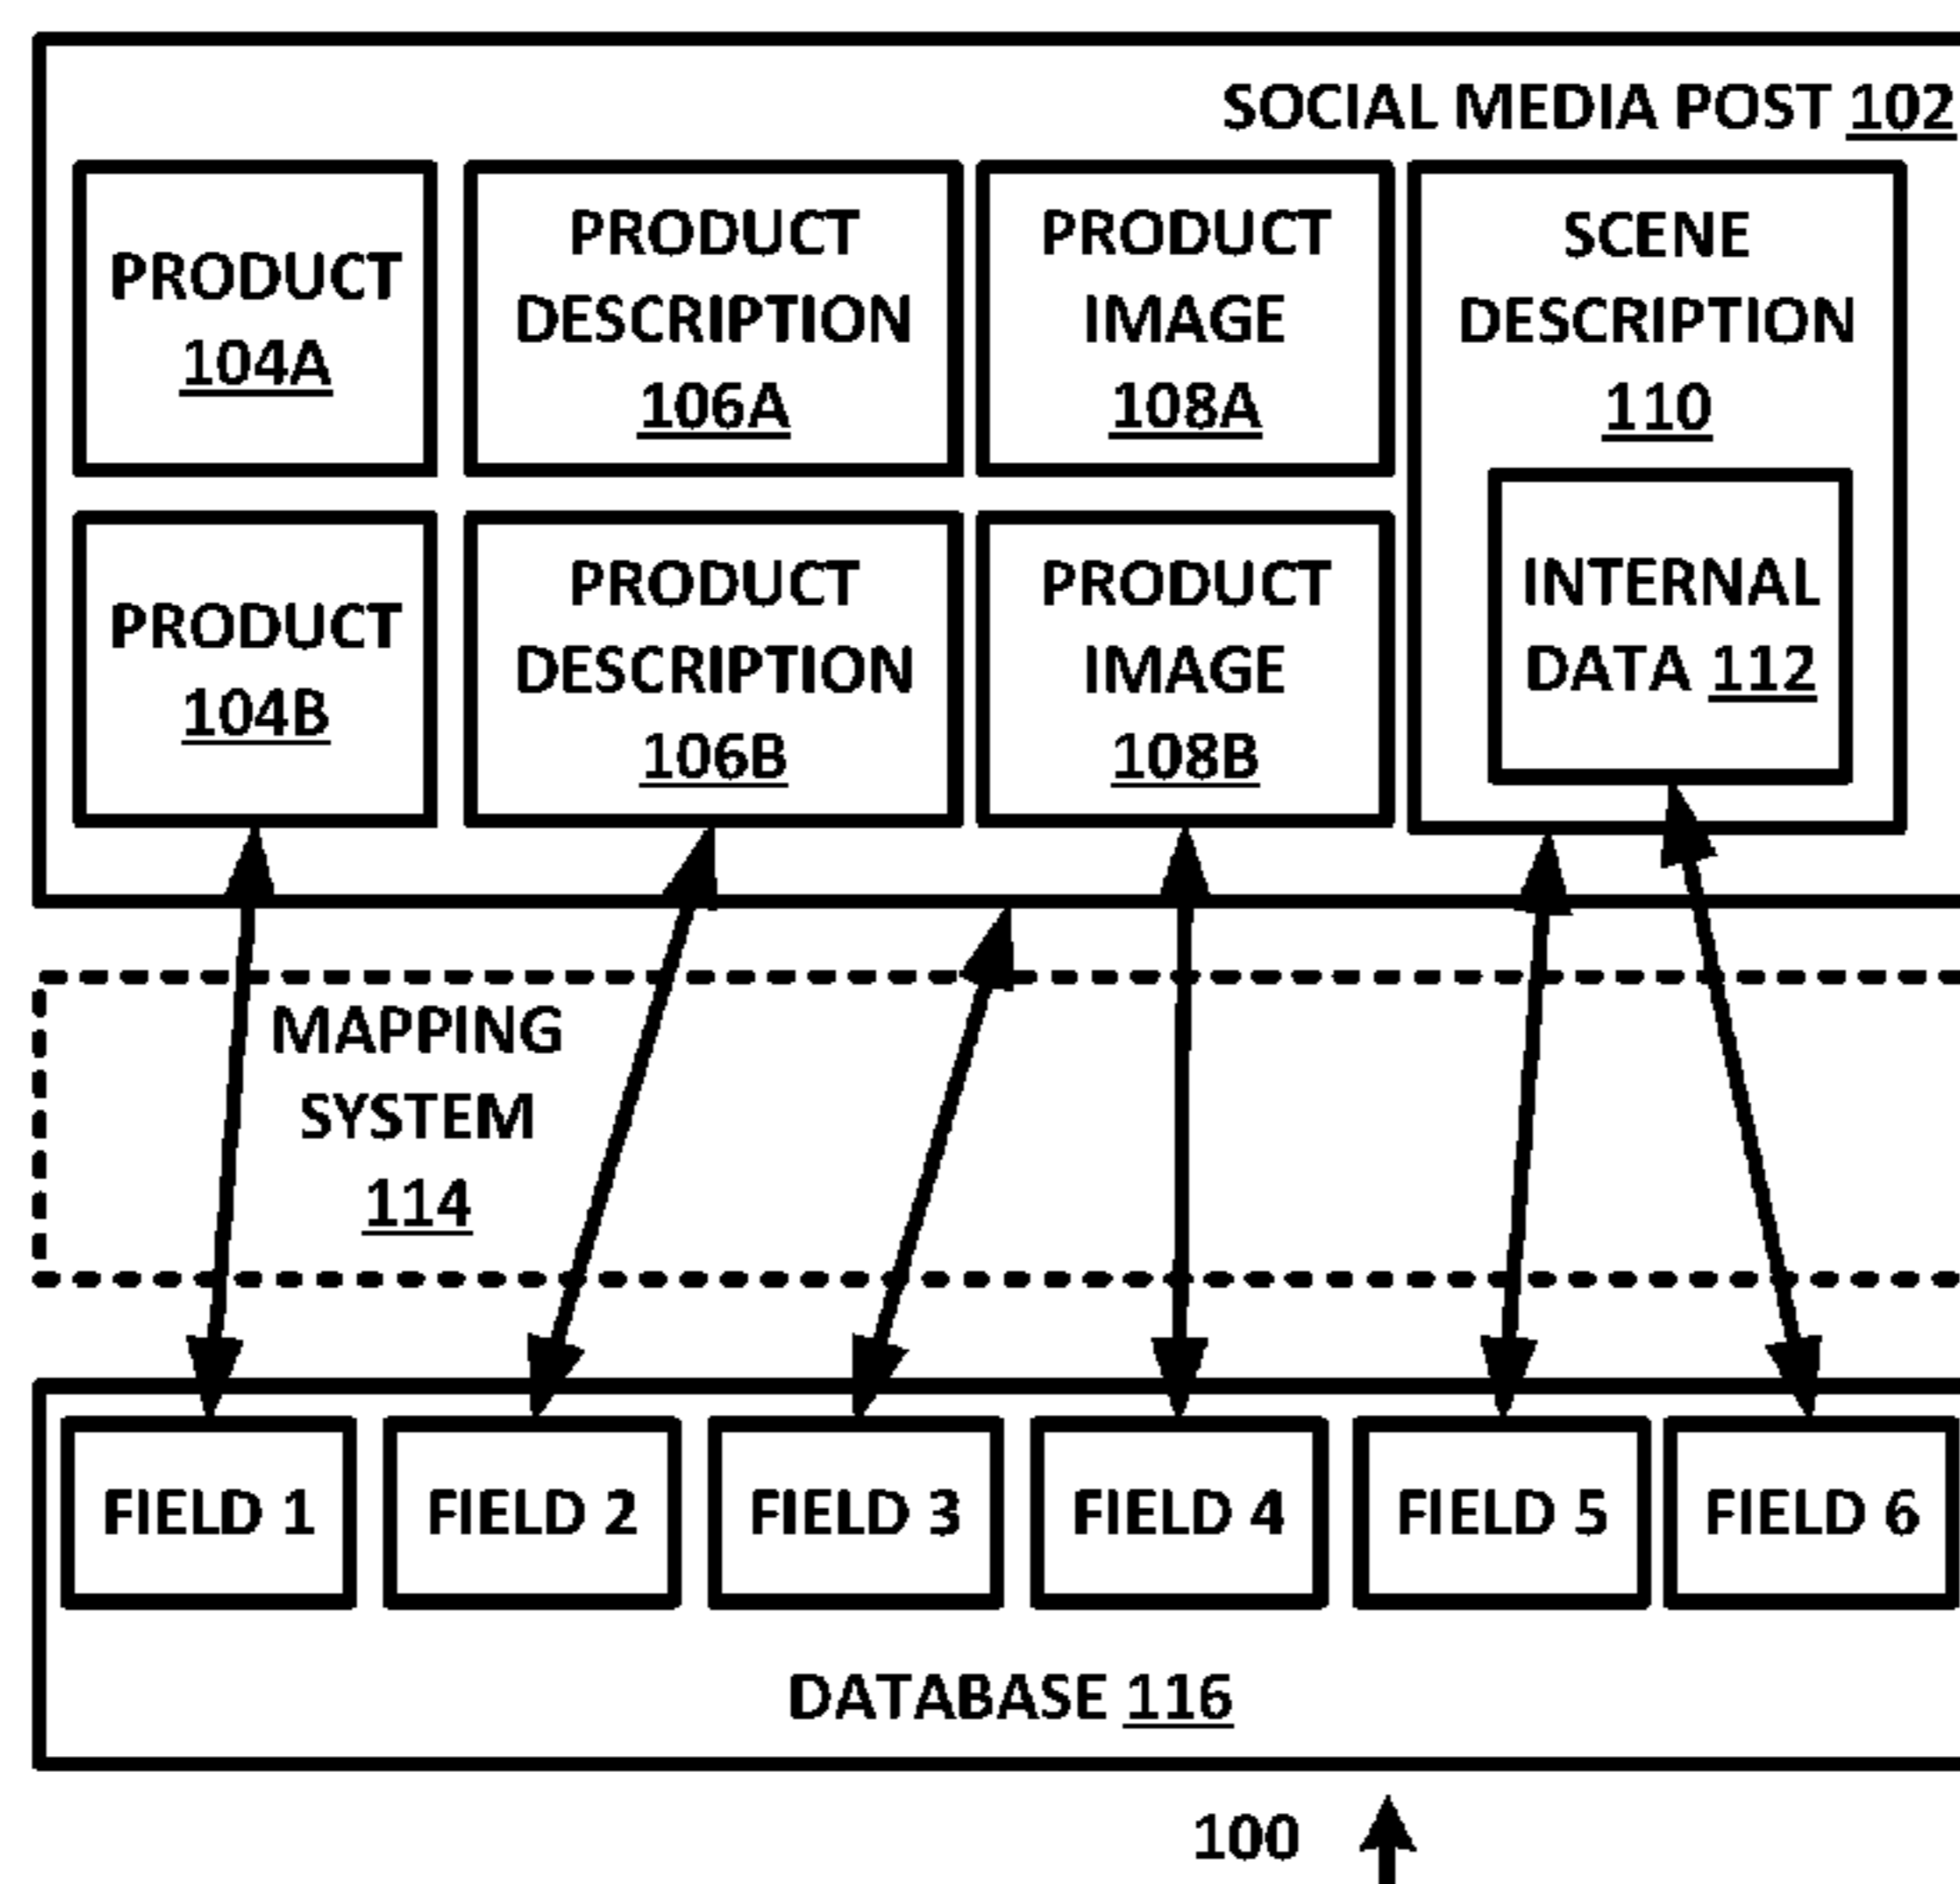 SOCIAL MEDIA POST 102
PRODUCT
104A
PRODUCT
DESCRIPTION
106A
PRODUCT
IMAGE
108A
SCENE
DESCRIPTION
110
PRODUCT
104B
PRODUCT
DESCRIPTION
106B
PRODUCT
IMAGE
108B
INTERNAL
DATA 112
MAPPING
SYSTEM
114
FIELD 1
FIELD 2
FIELD 3
FIELD 4
FIELD 5
FIELD 6
DATABASE 116
100